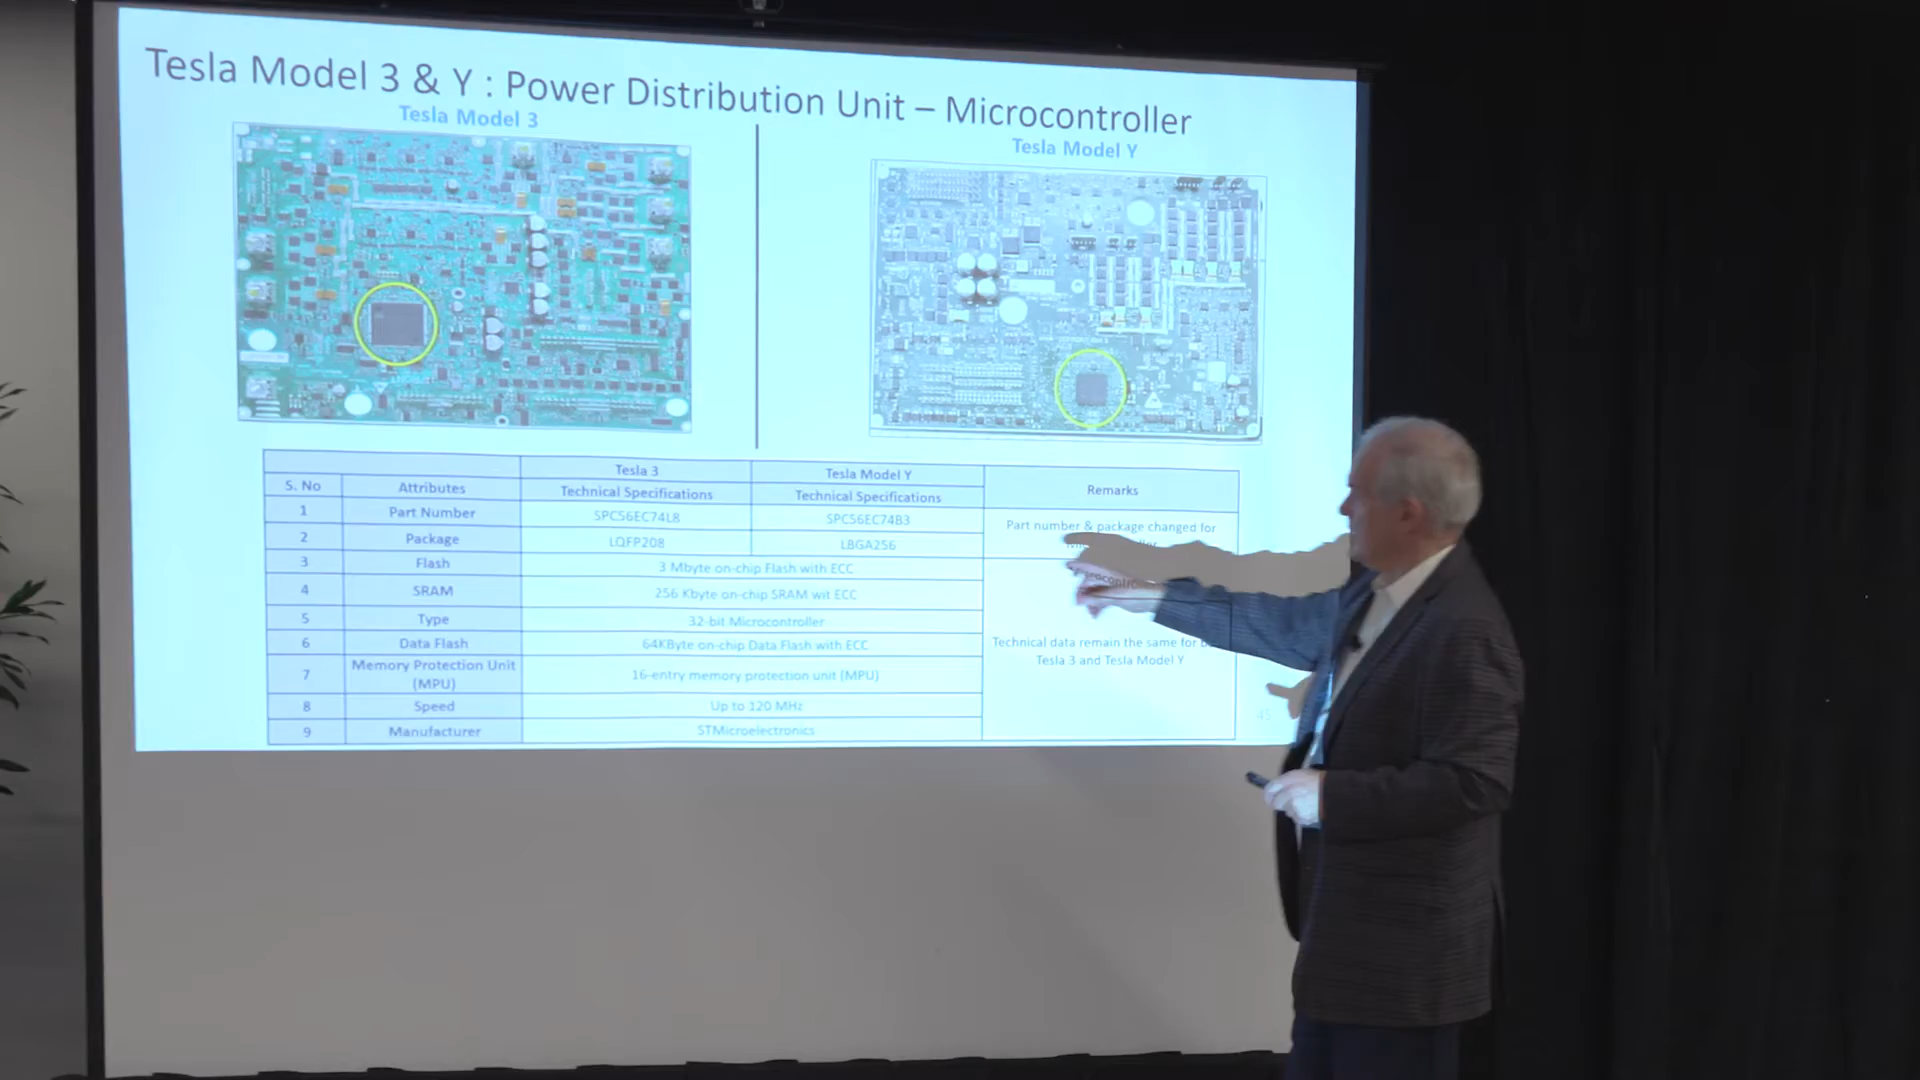 Tesla Model 3 & Y : Power Distribution Unit – Microcontroller
Tesla Model 3
Tesla Model Y
Tesla 3
Tesla Model Y
Remarks
S. No
Attributes
Technical Specifications
Technical Specifications
1
Part Number
SPC56EC74L8
SPC56EC74B3
Part number & package changed for
2
Package
LQFP208
LBGA256
3
Flash
3 Mbyte on-chip Flash with ECC
4
SRAM
256 Kbyte on-chip SRAM wit ECC
5
Type
32-bit Microcontroller
6
Data Flash
64KByte on-chip Data Flash with ECC
Technical data remain the same for
Tesla 3 and Tesla Model Y
7
Memory Protection Unit
(MPU)
16-entry memory protection unit (MPU)
8
Speed
Up to 120 MHz
9
Manufacturer
STMicroelectronics
45